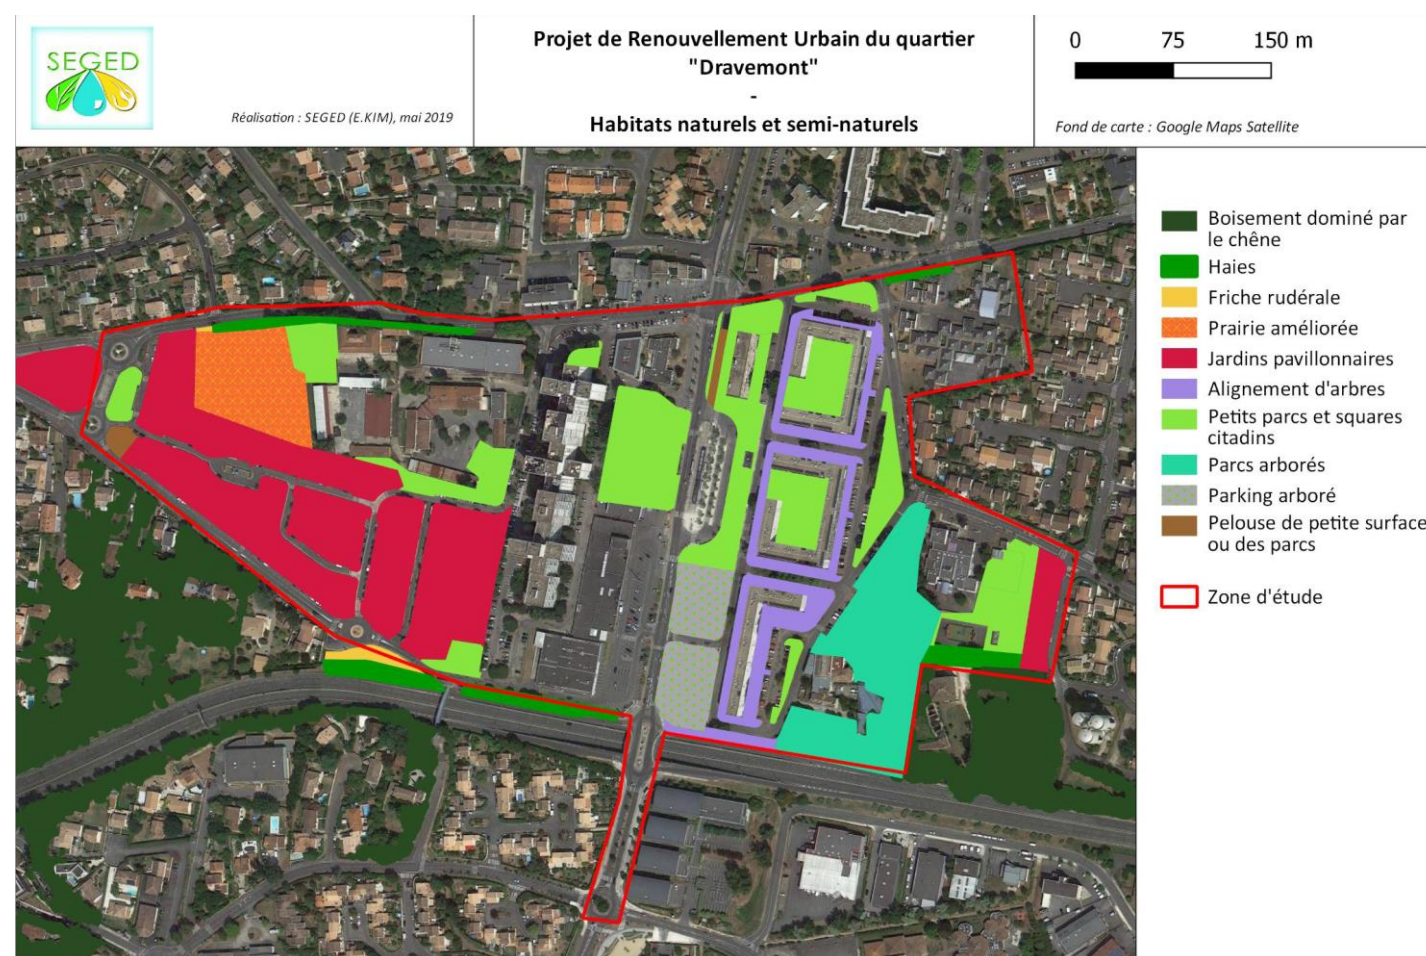 SEGED
Réalisation : SEGED (E.KIM), mai 2019
Projet de Renouvellement Urbain du quartier
"Dravemont"
-
Habitats naturels et semi-naturels
0 75 150 m
Fond de carte : Google Maps Satellite
Boisement dominé par
le chêne
Haies
Friche rudérale
Prairie améliorée
Jardins pavillonnaires
Alignement d'arbres
Petits parcs et squares
citadins
Parcs arborés
Parking arboré
Pelouse de petite surface
ou des parcs
Zone d'étude